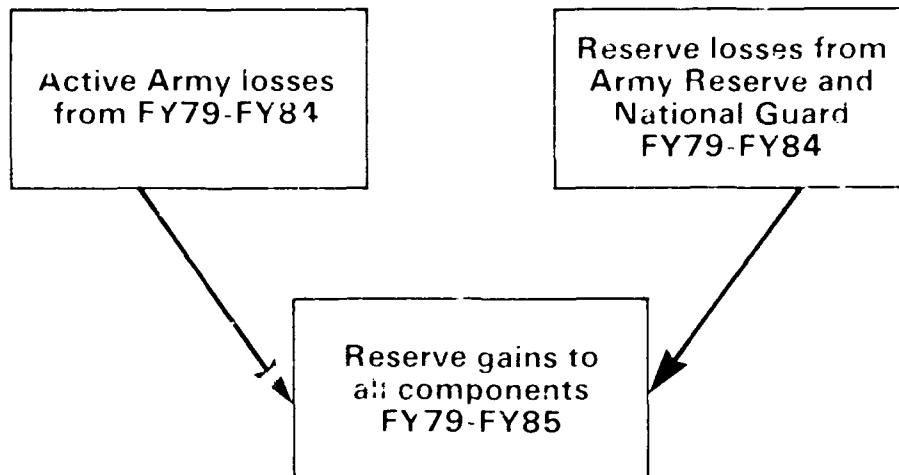 Active Army losses
from FY79-FY84
Reserve losses from
Army Reserve and
National Guard
FY79-FY84
Reserve gains to
all components
FY79-FY85